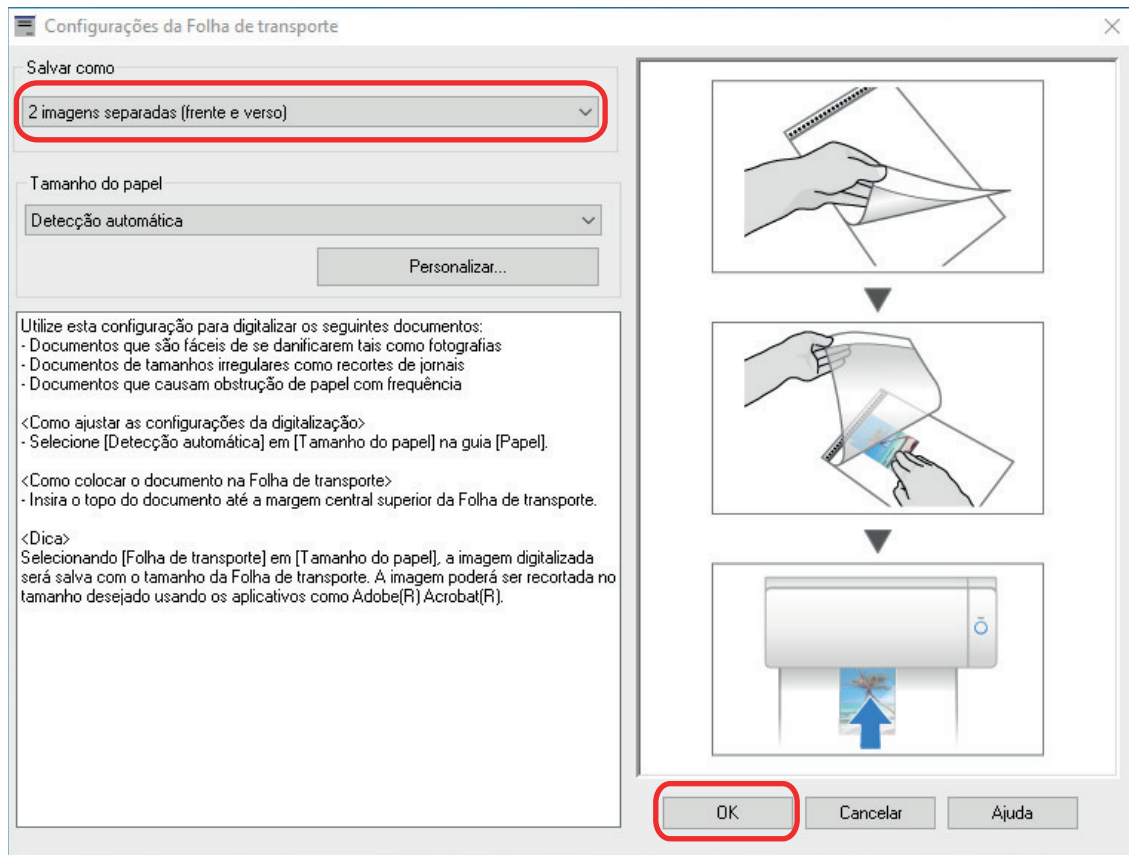 Configurações da Folha de transporte
Salvar como
2 imagens separadas (frente e verso)
Tamanho do papel
Detecção automática
Personalizar...
Utilize esta configuração para digitalizar os seguintes documentos:
- Documentos que são fáceis de se danificarem tais como fotografias
- Documentos de tamanhos irregulares como recortes de jornais
- Documentos que causam obstrução de papel com frequência
<Como ajustar as configurações da digitalização>
- Selecione [Detecção automática] em [Tamanho do papel] na guia [Papel].
<Como colocar o documento na Folha de transporte>
- Insira o topo do documento até a margem central superior da Folha de transporte.
<Dica>
Selecionando [Folha de transporte] em [Tamanho do papel], a imagem digitalizada
será salva com o tamanho da Folha de transporte. A imagem poderá ser recortada no
tamanho desejado usando os aplicativos como Adobe(R) Acrobat(R).
OK
Cancelar
Ajuda